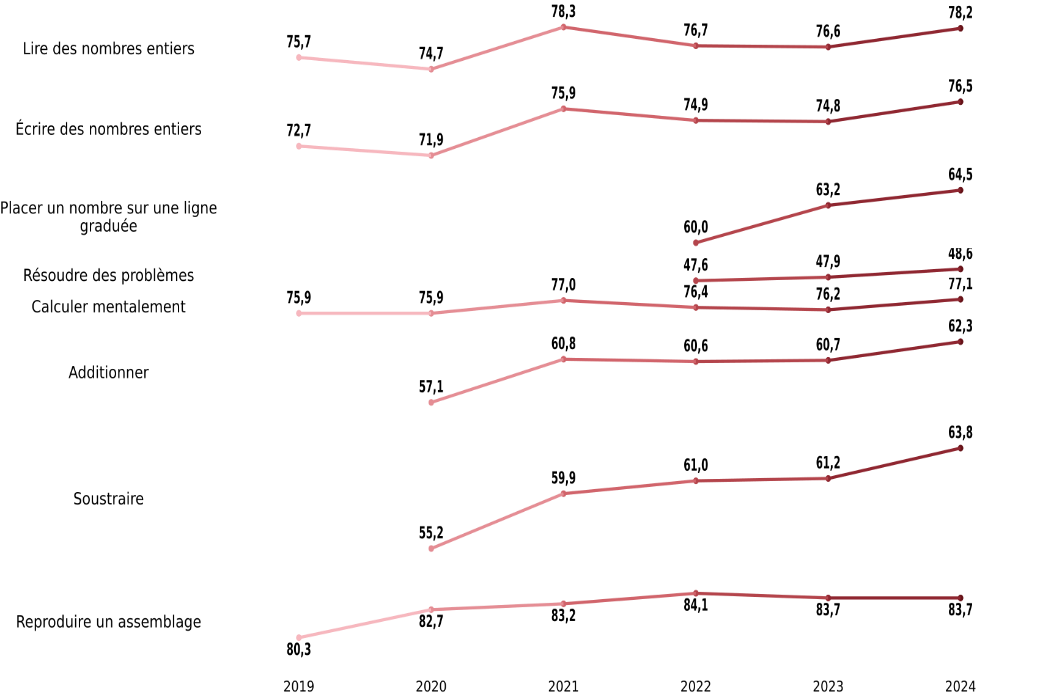 Lire des nombres entiers
75,7 74,7 78,3 76,7 76,6 78,2
Écrire des nombres entiers
72,7 71,9 75,9 74,9 74,8 76,5
Placer un nombre sur une ligne
graduée
60,0 63,2 64,5
Résoudre des problèmes
47,6 47,9 48,6
Calculer mentalement
75,9 75,9 77,0 76,4 76,2 77,1
Additionner
57,1 60,8 60,6 60,7 62,3
Soustraire
55,2 59,9 61,0 61,2 63,8
Reproduire un assemblage
80,3 82,7 83,2 84,1 83,7 83,7
2019 2020 2021 2022 2023 2024